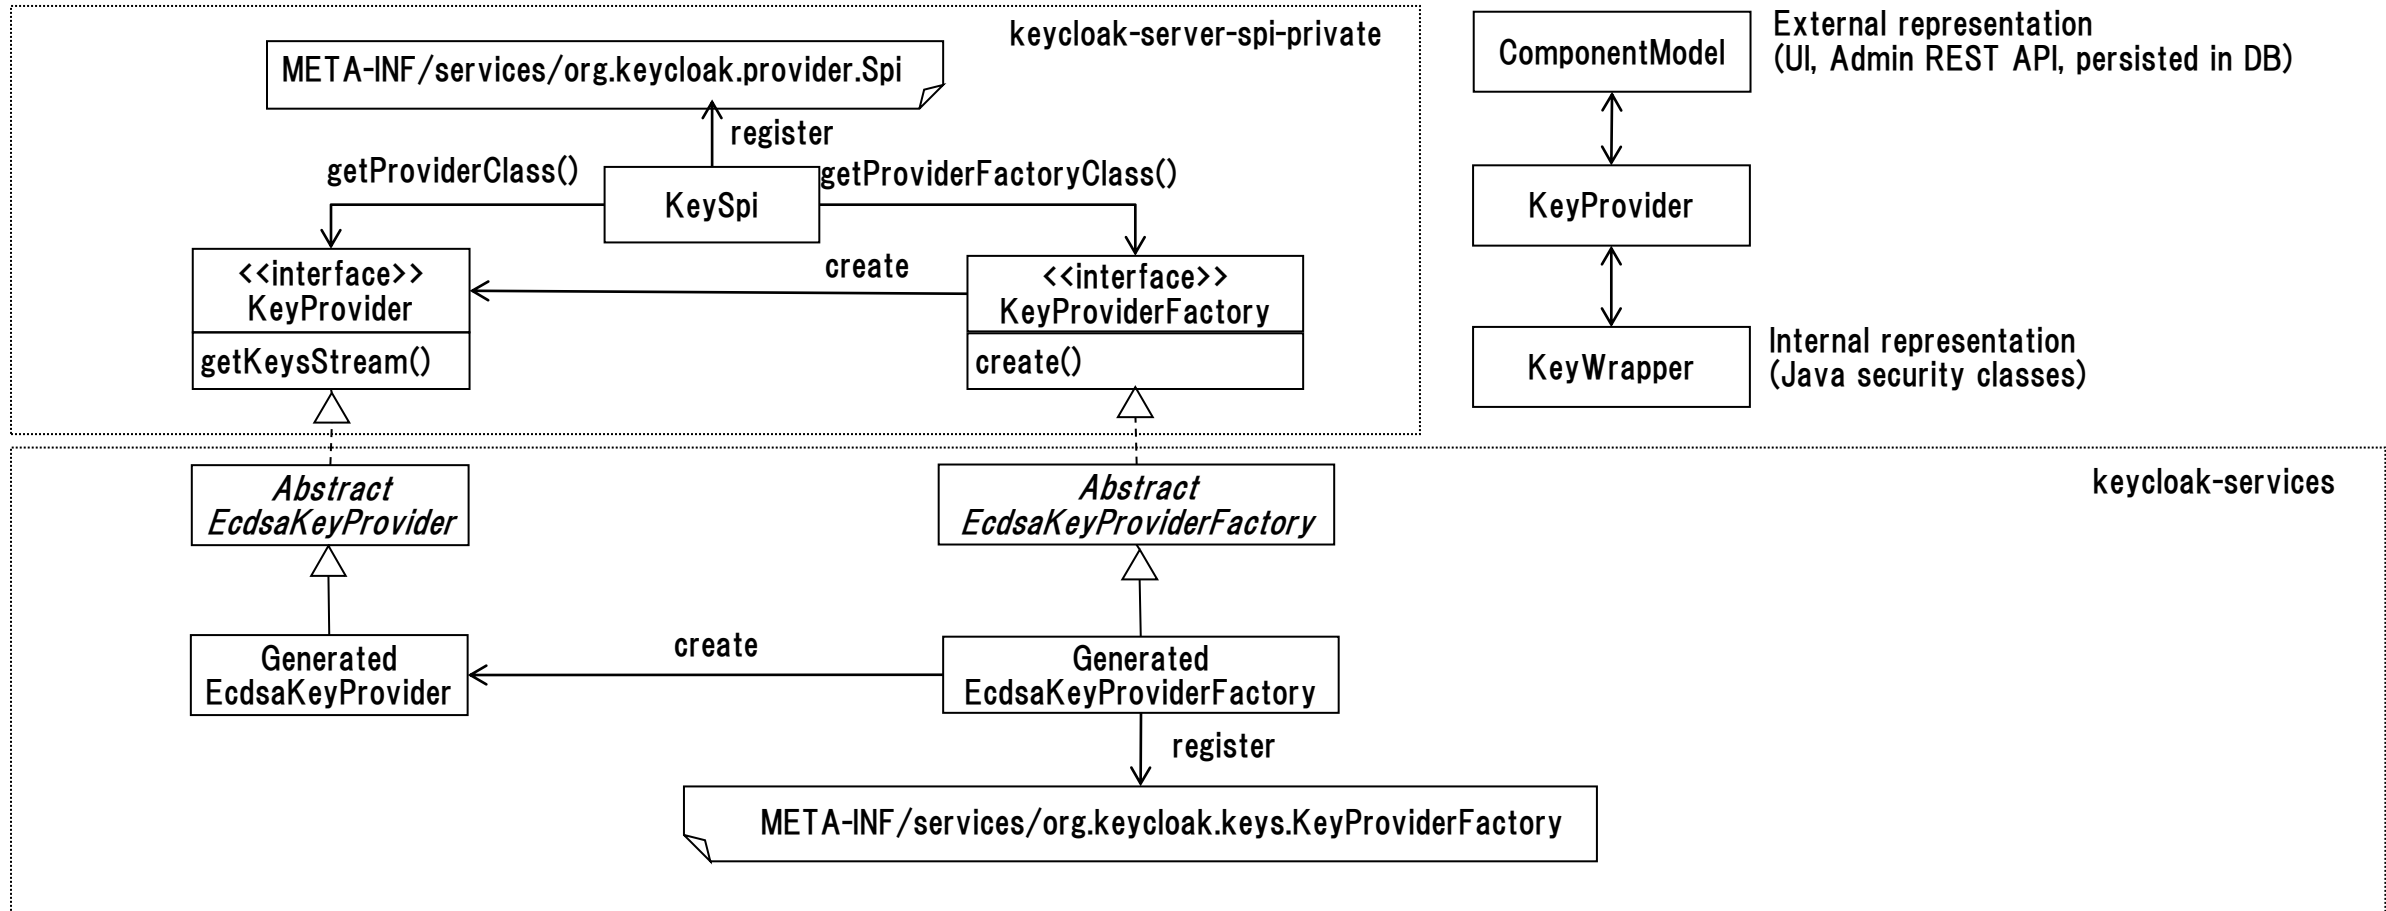 keycloak-server-spi-private
META-INF/services/org.keycloak.provider.Spi
register
getProviderClass()
getProviderFactoryClass()
KeySpi
<<interface>>
KeyProvider
getKeysStream()
create
<<interface>>
KeyProviderFactory
create()
ComponentModel
External representation
(UI, Admin REST API, persisted in DB)
KeyProvider
KeyWrapper
Internal representation
(Java security classes)
keycloak-services
Abstract
EcdsaKeyProvider
Abstract
EcdsaKeyProviderFactory
Generated
EcdsaKeyProvider
create
Generated
EcdsaKeyProviderFactory
register
META-INF/services/org.keycloak.keys.KeyProviderFactory